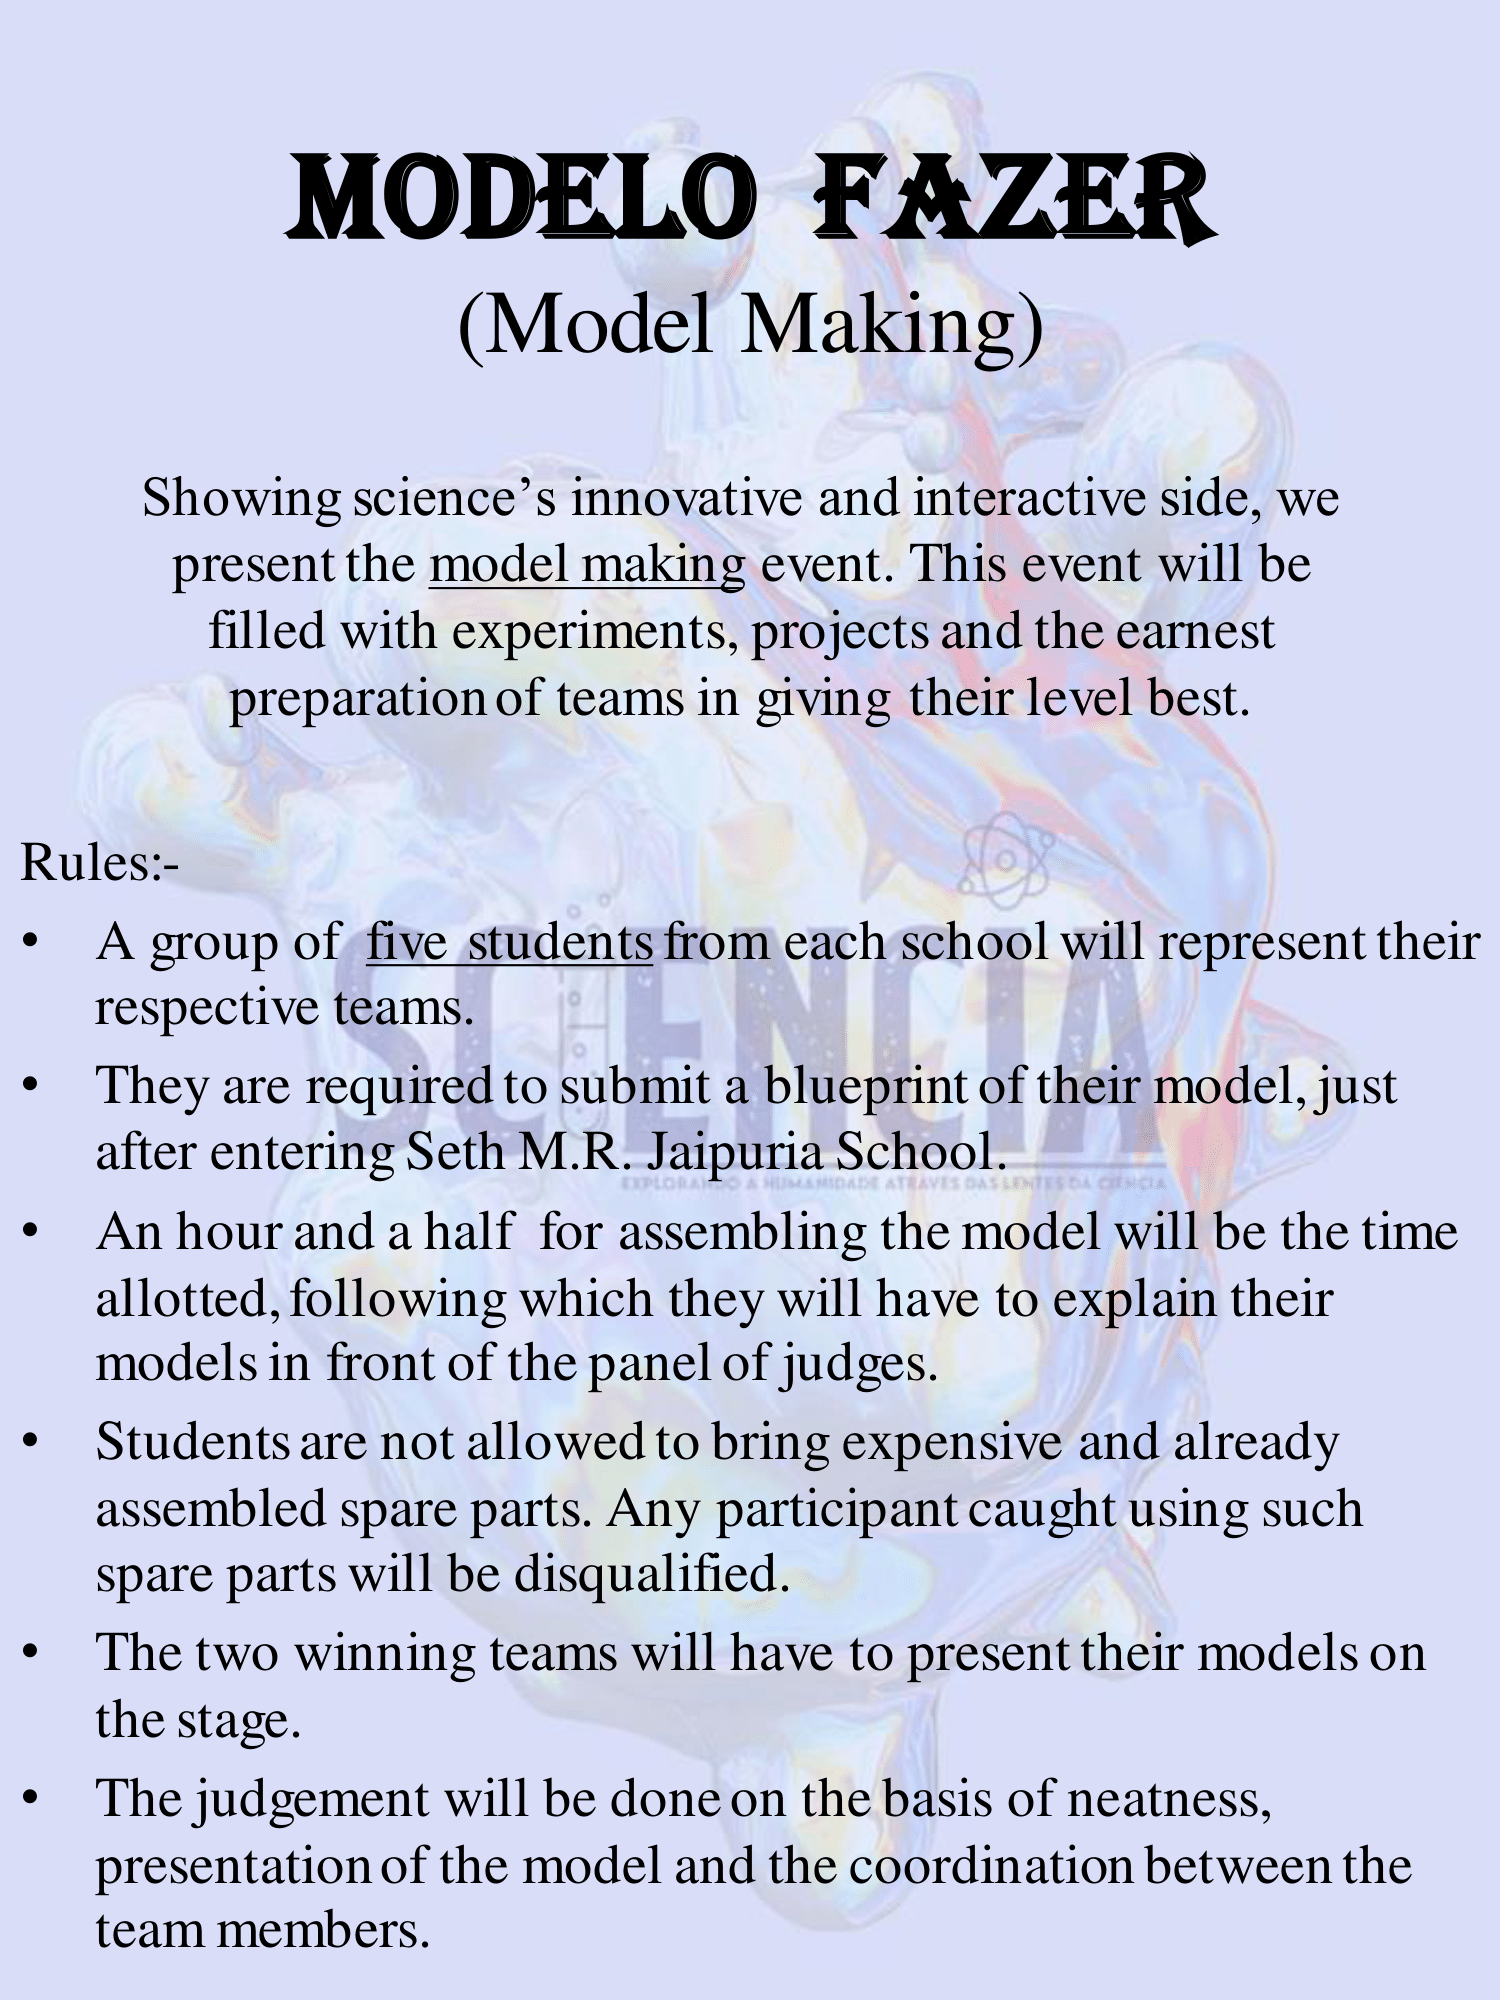 MODELO FAZER
(Model Making)
Showing science’s innovative and interactive side, we
present the model making event. This event will be
filled with experiments, projects and the earnest
preparation of teams in giving their level best.
Rules:-
• A group of five students from each school will represent their
respective teams.
• They are required to submit a blueprint of their model, just
after entering Seth M.R. Jaipuria School.
SCIENCIA
EXPLORANDO A HUMANIDADE ATRAVES DAS LENTES DA CIENCIA
• An hour and a half for assembling the model will be the time
allotted, following which they will have to explain their
models in front of the panel of judges.
• Students are not allowed to bring expensive and already
assembled spare parts. Any participant caught using such
spare parts will be disqualified.
• The two winning teams will have to present their models on
the stage.
• The judgement will be done on the basis of neatness,
presentation of the model and the coordination between the
team members.